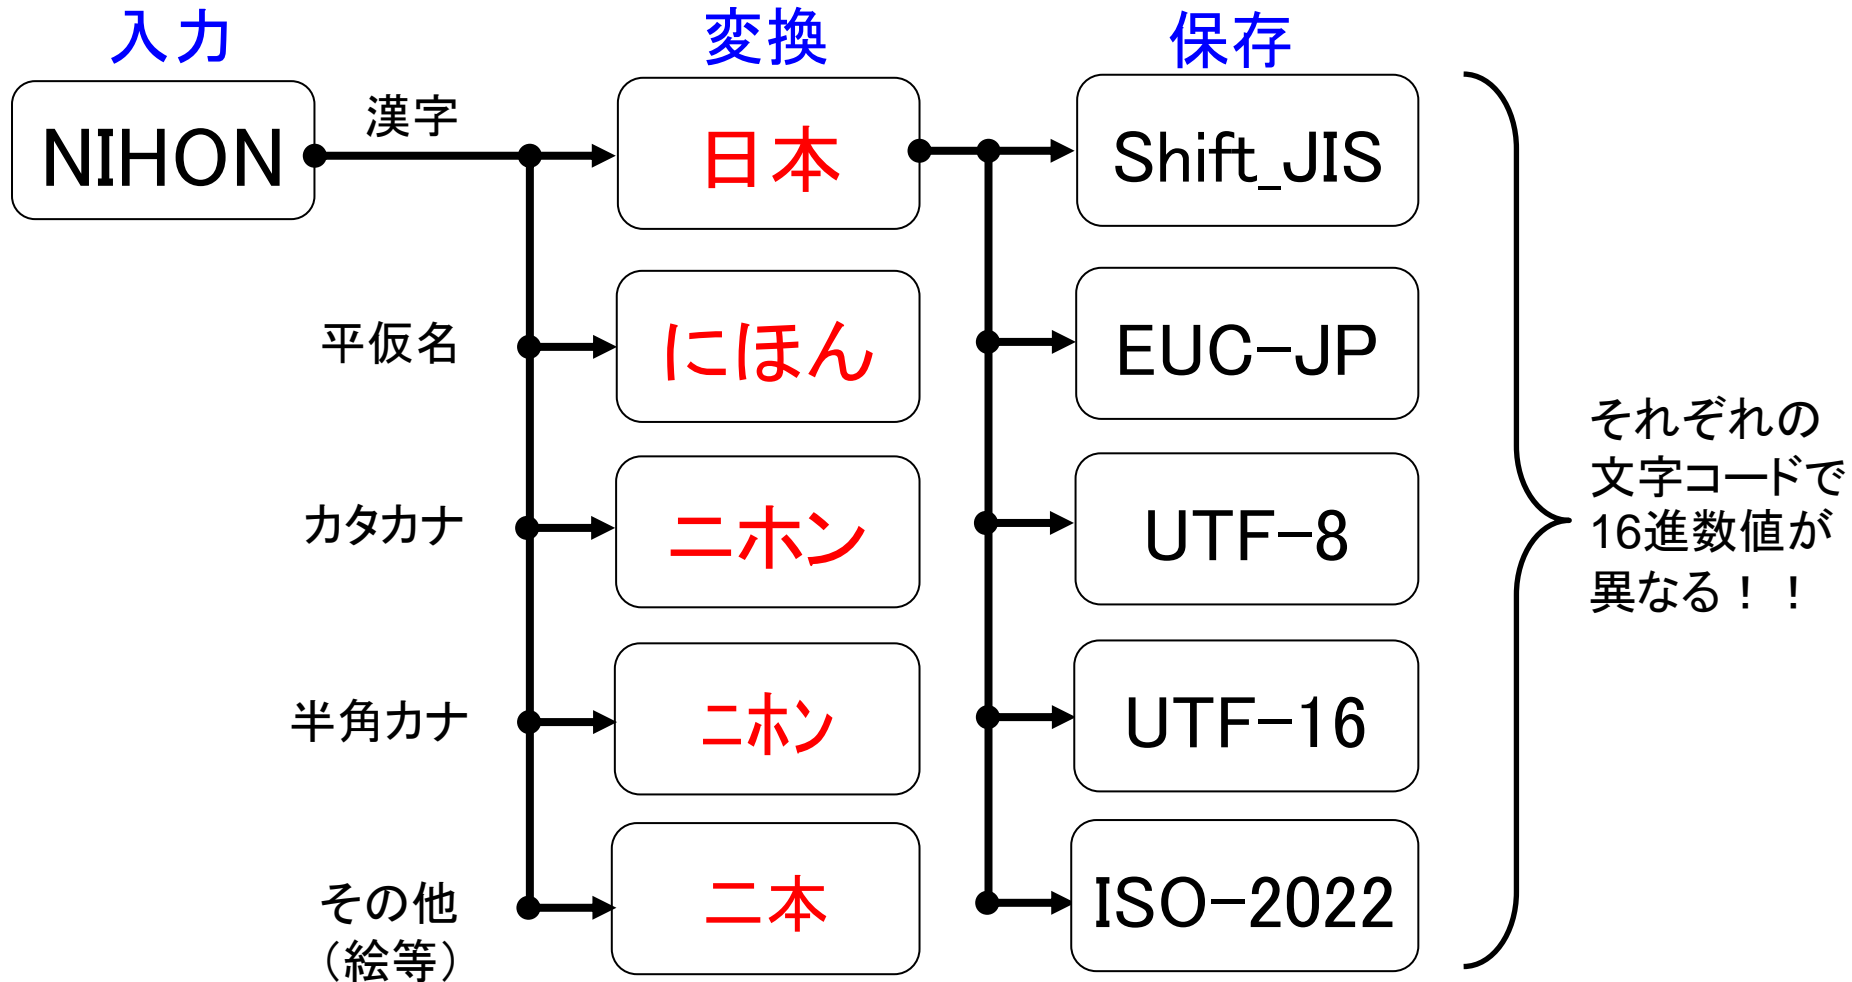 入力
変換
保存
NIHON
漢字
日本
Shift_JIS
平仮名
にほん
EUC-JP
カタカナ
ニホン
UTF-8
半角カナ
ﾆﾎﾝ
UTF-16
その他
（絵等）
二本
ISO-2022
それぞれの
文字コードで
16進数値が
異なる！！